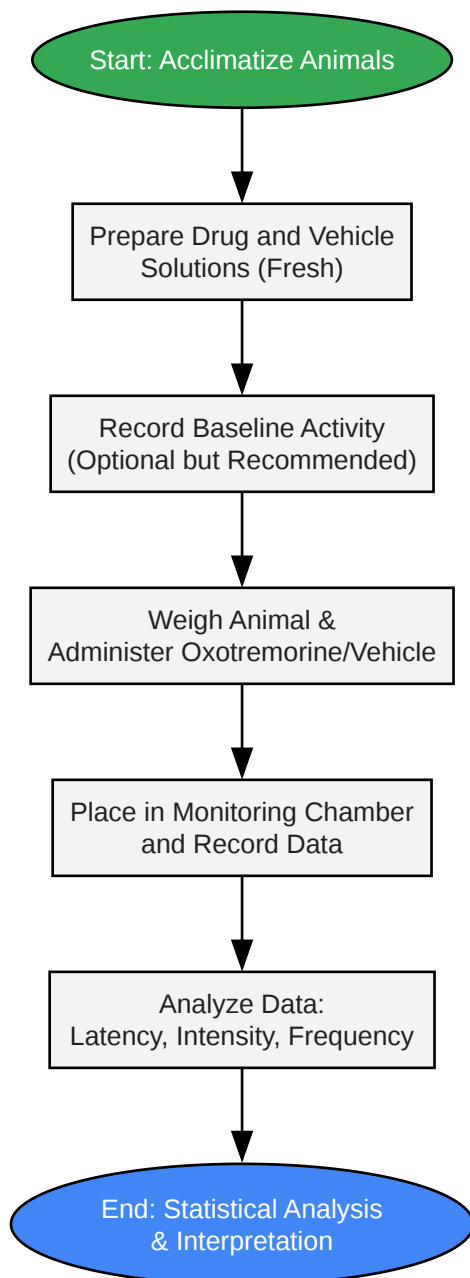 Start: Acclimatize Animals
Prepare Drug and Vehicle
Solutions (Fresh)
Record Baseline Activity
(Optional but Recommended)
Weigh Animal &
Administer Oxotremorine/Vehicle
Place in Monitoring Chamber
and Record Data
Analyze Data:
Latency, Intensity, Frequency
End: Statistical Analysis
& Interpretation